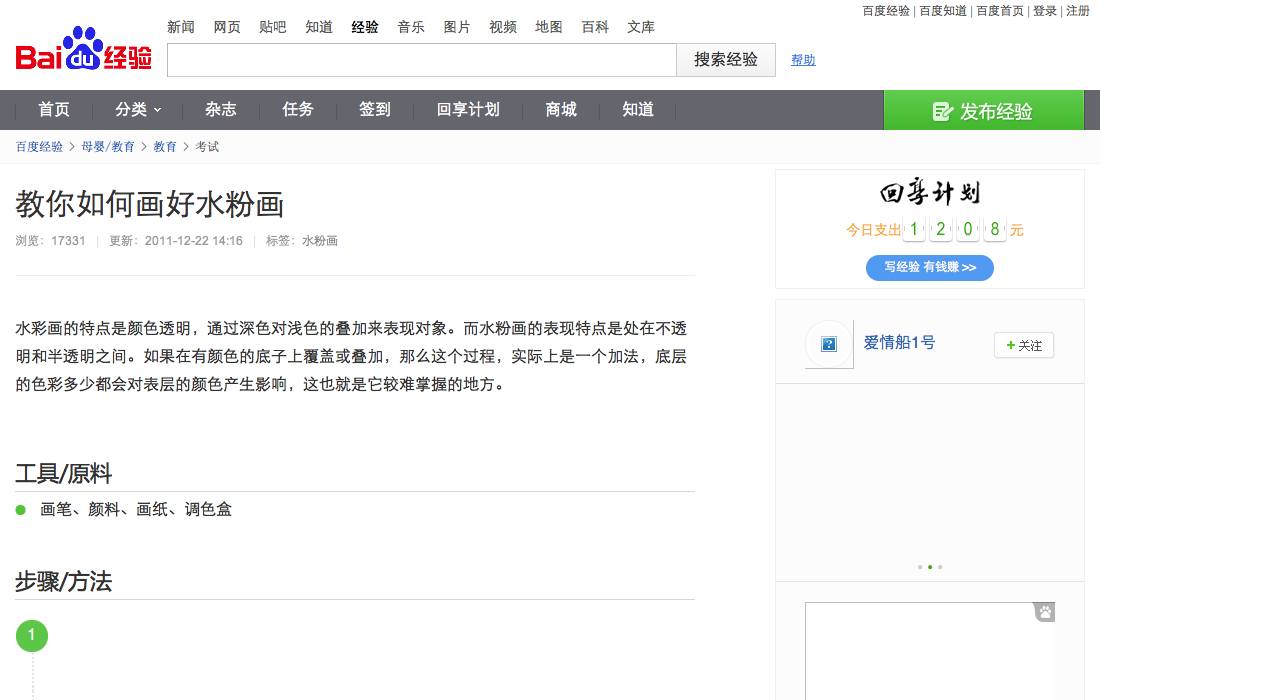 百度经验 | 百度知道 | 百度首页 | 登录 | 注册
新闻 网页 贴吧 知道 经验 音乐 图片 视频 地图 百科 文库
Bai du 经验
搜索经验 帮助
首页 分类 杂志 任务 签到 回享计划 商城 知道 发布经验
百度经验 > 母婴/教育 > 教育 > 考试
教你如何画好水粉画
浏览：17331 | 更新：2011-12-22 14:16 | 标签：水粉画
水彩画的特点是颜色透明，通过深色对浅色的叠加来表现对象。而水粉画的表现特点是处在不透
明和半透明之间。如果在有颜色的底子上覆盖或叠加，那么这个过程，实际上是一个加法，底层
的色彩多少都会对表层的颜色产生影响，这也就是它较难掌握的地方。
工具/原料
画笔、颜料、画纸、调色盒
步骤/方法
1
回享计划
今日支出 1 2 0 8 元
写经验 有钱赚 >>
爱情船1号
+ 关注